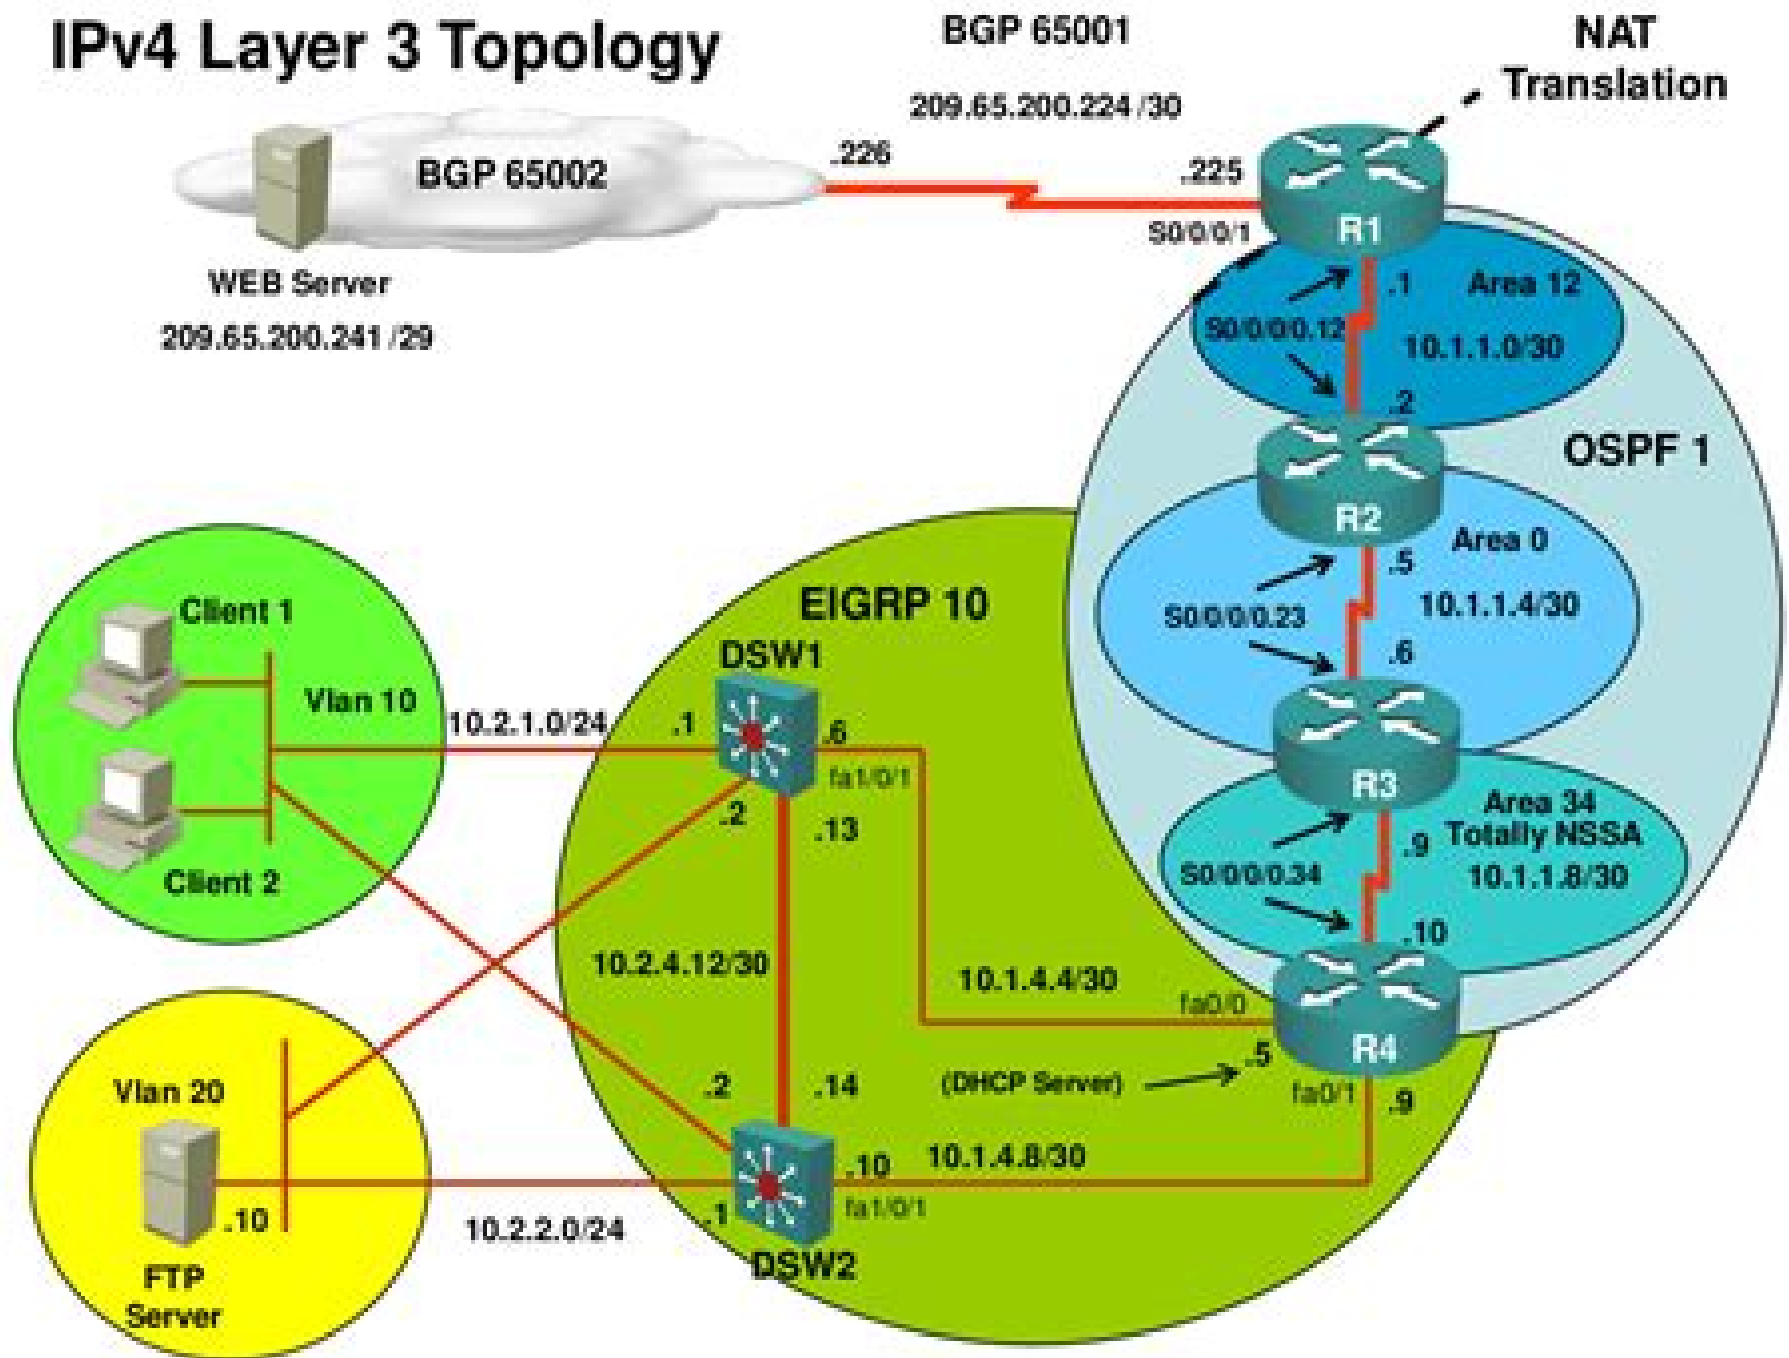 IPv4 Layer 3 Topology
BGP 65001
NAT
Translation
209.65.200.224 /30
.226
.225
BGP 65002
S0/0/0/1
R1
WEB Server
209.65.200.241 /29
.1
Area 12
S0/0/0/0.12
10.1.1.0/30
.2
OSPF 1
R2
Area 0
.5
10.1.1.4/30
S0/0/0/0.23
.6
EIGRP 10
Client 1
DSW1
Vlan 10
10.2.1.0/24
.1
.6
fa1/0/1
R3
.2
.13
Area 34
Totally NSSA
.9
10.1.1.8/30
S0/0/0/0.34
Client 2
.10
10.2.4.12/30
10.1.4.4/30
fa0/0
R4
.5
(DHCP Server)
fa0/1
.9
Vlan 20
.2
.14
.10
10.1.4.8/30
fa1/0/1
.10
.1
10.2.2.0/24
DSW2
FTP
Server